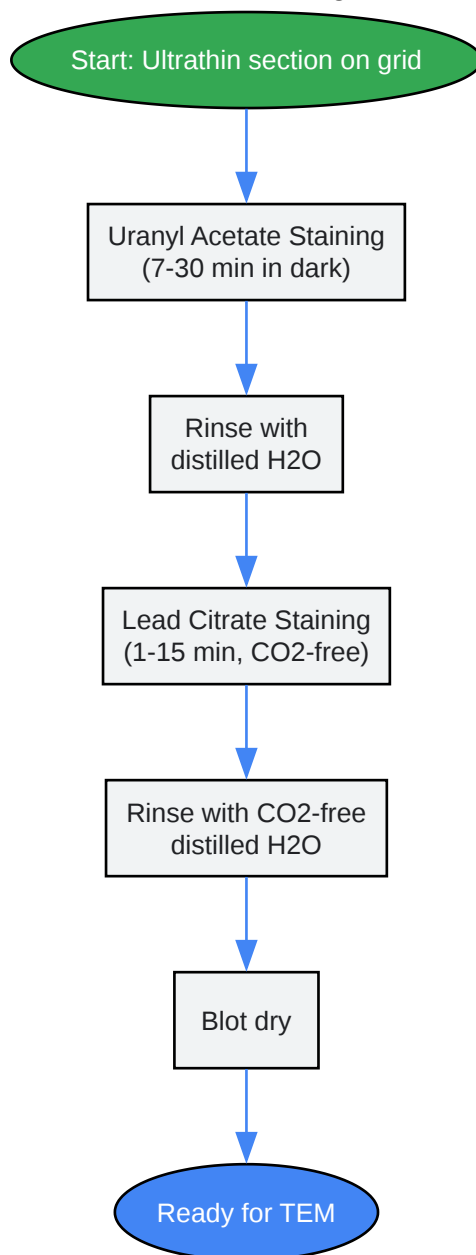 Start: Ultrathin section on grid
Uranyl Acetate Staining
(7-30 min in dark)
Rinse with
distilled H2O
Lead Citrate Staining
(1-15 min, CO2-free)
Rinse with CO2-free
distilled H2O
Blot dry
Ready for TEM